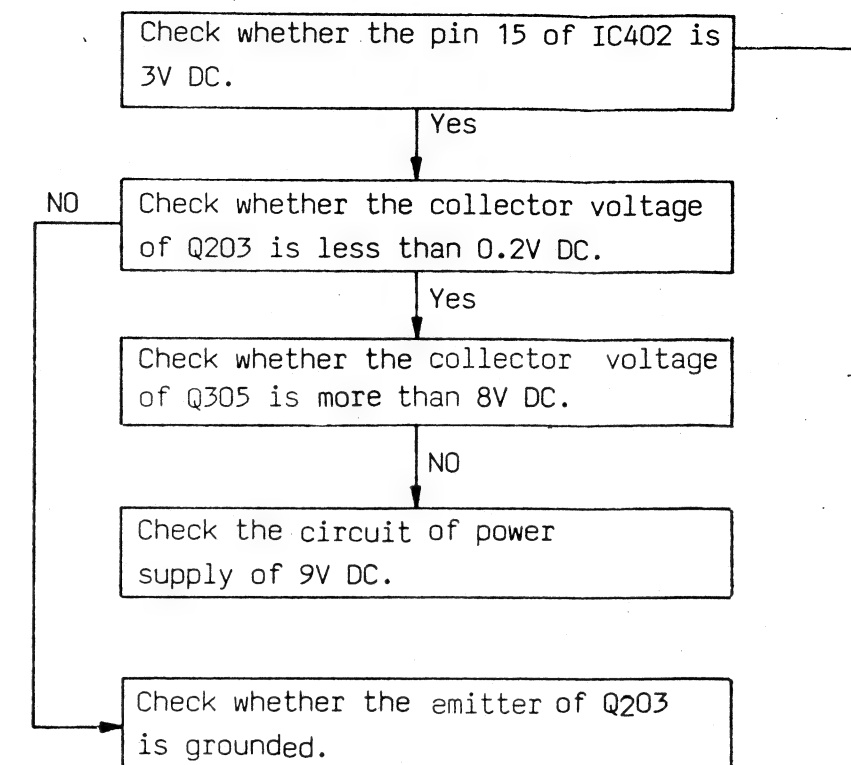 Check whether the pin 15 of IC402 is
3V DC.
Yes
NO
Check whether the collector voltage
of Q203 is less than 0.2V DC.
Yes
Check whether the collector voltage
of Q305 is more than 8V DC.
NO
Check the circuit of power
supply of 9V DC.
Check whether the emitter of Q203
is grounded.